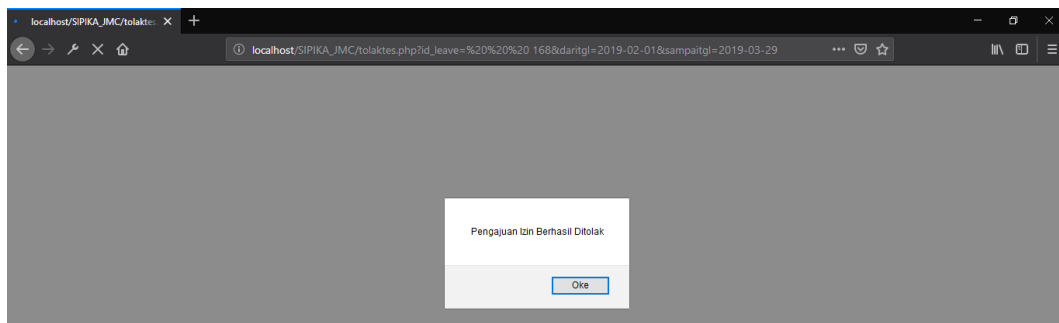 localhost/SIPIKA_JMC/tolaktes.
localhost/SIPIKA_JMC/tolaktes.php?id_leave=%20%20%20 168&daritgl=2019-02-01&sampaitgl=2019-03-29
Pengajuan Izin Berhasil Ditolak
Oke